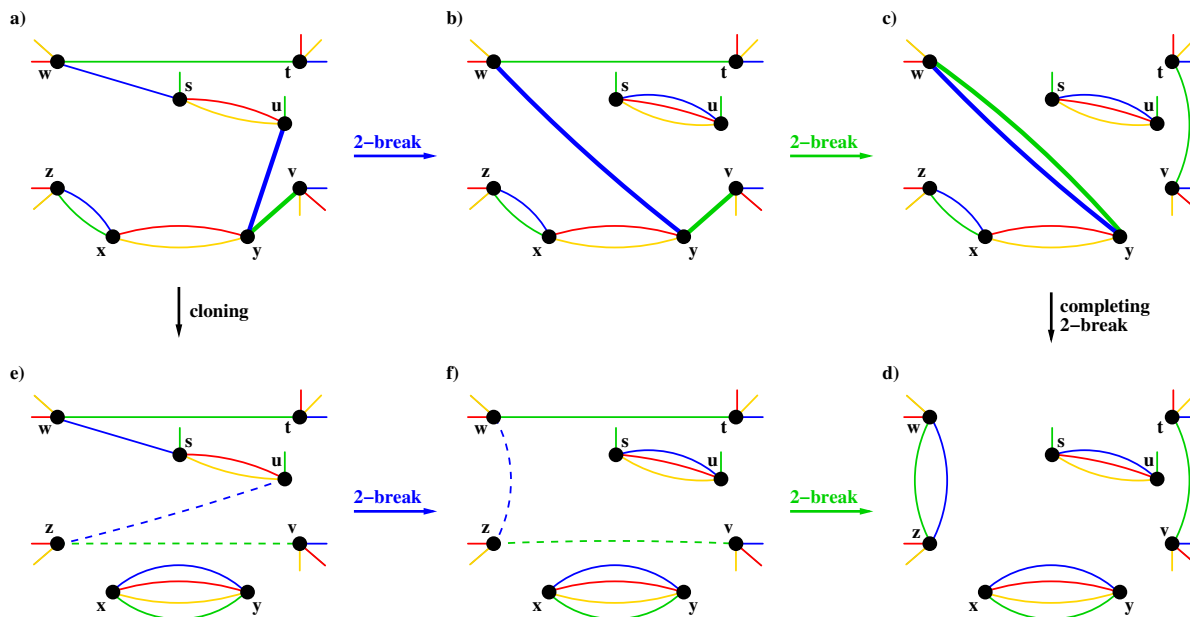 a)
b)
c)
w
t
s
u
z
v
x
y
2−break
w
t
s
u
z
v
x
y
2−break
w
t
s
u
z
v
x
y
cloning
completing
2−break
e)
f)
d)
w
t
s
u
z
v
x
y
2−break
w
t
s
u
z
v
x
y
2−break
w
t
s
u
z
v
x
y